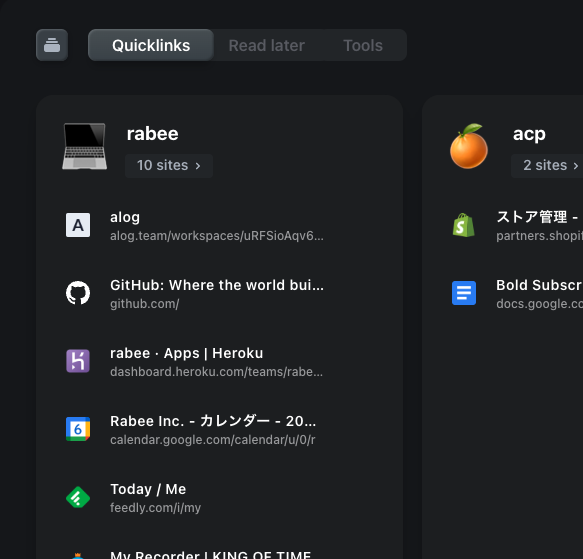 Quicklinks
Read later
Tools
rabee
10 sites ›
alog
alog.team/workspaces/uRFSioAqv6...
GitHub: Where the world bui...
github.com/
rabee · Apps | Heroku
dashboard.heroku.com/teams/rabe...
Rabee Inc. - カレンダー - 20...
calendar.google.com/calendar/u/0/r
Today / Me
feedly.com/i/my
My Recorder | KING OF TIME
acp
2 sites ›
ストア管理 -
partners.shopif
Bold Subscr
docs.google.co
A
6